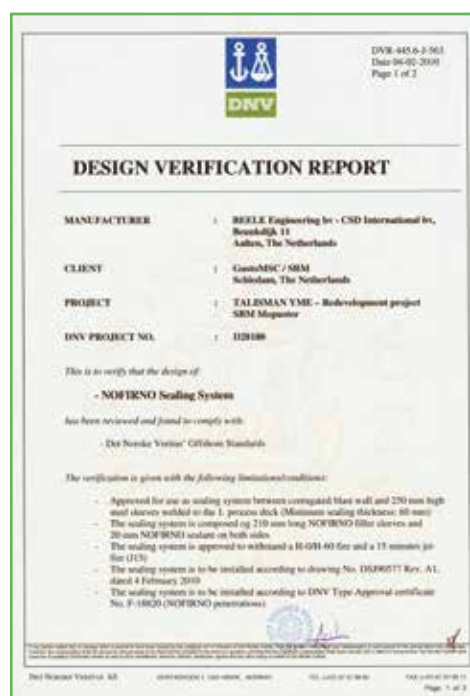 DVR-445.6-J-563
Date 04-02-2010
Page 1 of 2
DNV
DESIGN VERIFICATION REPORT
MANUFACTURER : BEELE Engineering bv - CSD International bv,
Beunkdijk 11
Aalten, The Netherlands
CLIENT : GustoMSC / SBM
Schiedam, The Netherlands
PROJECT : TALISMAN YME – Redevelopment project
SBM Mopustor
DNV PROJECT NO. : D28180
This is to verify that the design of:
- NOFIRNO Sealing System
has been reviewed and found to comply with:
- Det Norske Veritas' Offshore Standards
The verification is given with the following limitations/conditions:
- Approved for use as sealing system between corrugated blast wall and 250 mm high
steel sleeves welded to the L process deck (Minimum sealing thickness: 60 mm)
- The sealing system is composed og 210 mm long NOFIRNO filler sleeves and
20 mm NOFIRNO sealant on both sides
- The sealing system is approved to withstand a H-0/H-60 fire and a 15 minutes jet-
fire (J15)
- The sealing system is to be installed according to drawing No. DSJ90577 Rev. A1,
dated 4 February 2010
- The sealing system is to be installed according to DNV Type Approval certificate
No. F-18820 (NOFIRNO penetrations)
DET NORSKE VERITAS AS
Page 1 of 2